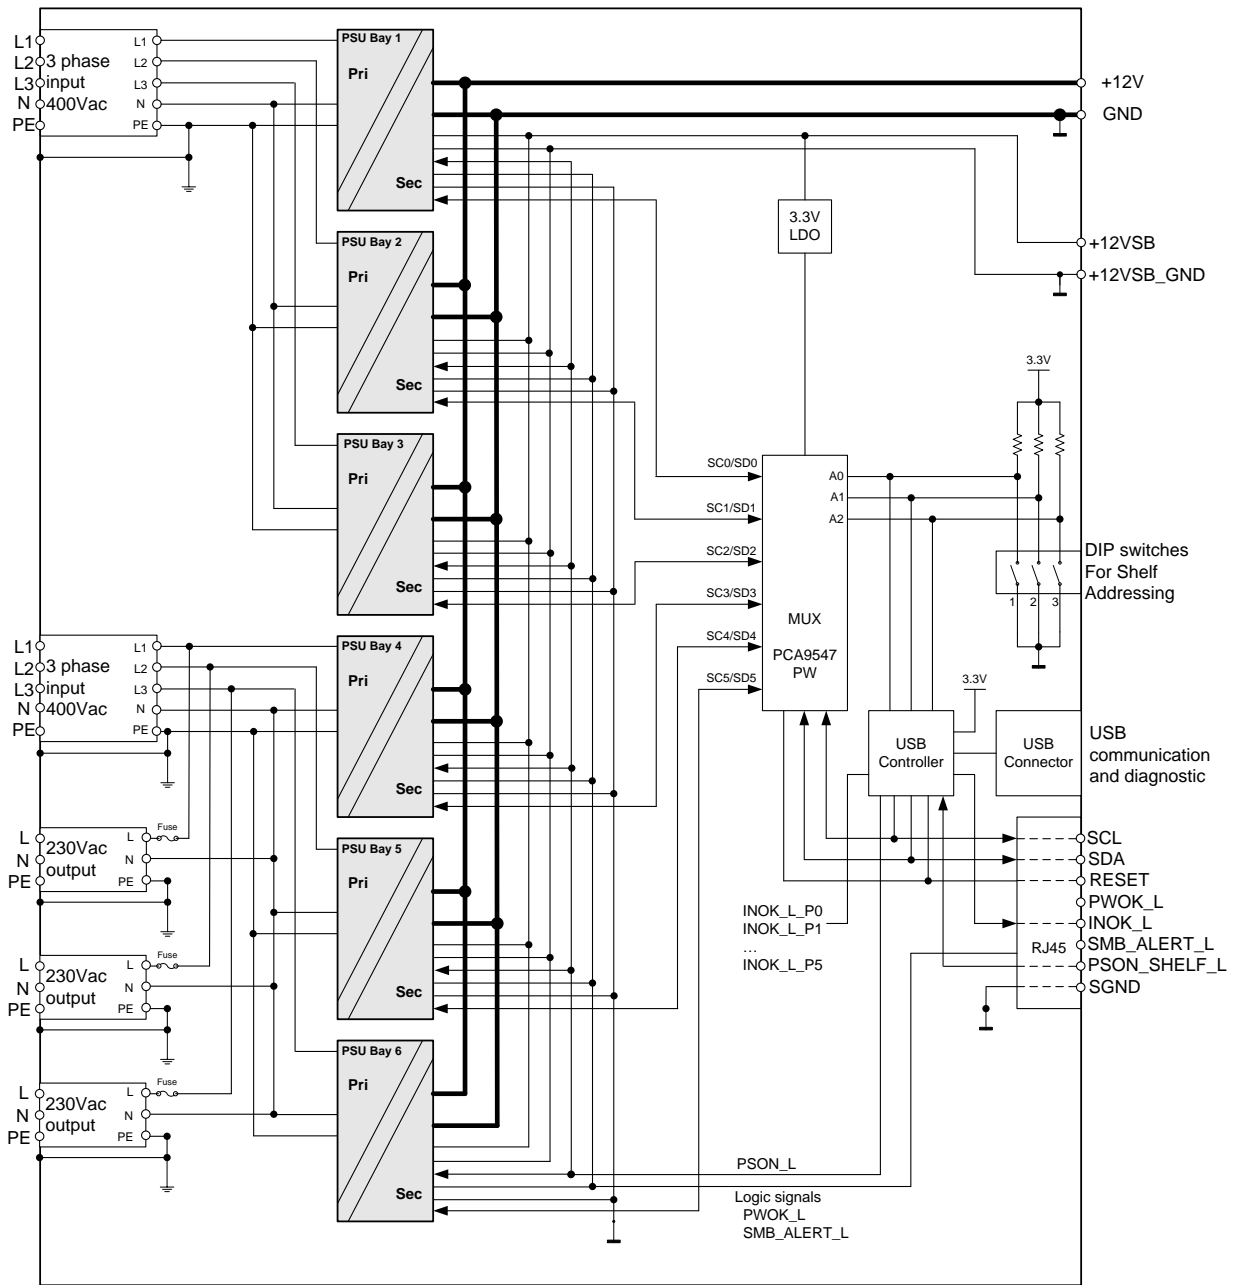 L1
L2
L3
N
PE
3 phase
input
400Vac
L1
L2
L3
N
PE
PSU Bay 1
Pri
Sec
+12V
GND
3.3V
LDO
+12VSB
+12VSB_GND
PSU Bay 2
Pri
Sec
PSU Bay 3
Pri
Sec
SC0/SD0
SC1/SD1
SC2/SD2
SC3/SD3
SC4/SD4
SC5/SD5
MUX
PCA9547
PW
A0
A1
A2
3.3V
1 2 3
DIP switches
For Shelf
Addressing
L1
L2
L3
N
PE
3 phase
input
400Vac
L1
L2
L3
N
PE
PSU Bay 4
Pri
Sec
3.3V
USB
Controller
USB
Connector
USB
communication
and diagnostic
L
N
PE
230Vac
output
L
N
PE
Fuse
PSU Bay 5
Pri
Sec
INOK_L_P0
INOK_L_P1
...
INOK_L_P5
RJ45
SCL
SDA
RESET
PWOK_L
INOK_L
SMB_ALERT_L
PSON_SHELF_L
SGND
L
N
PE
230Vac
output
L
N
PE
Fuse
L
N
PE
230Vac
output
L
N
PE
Fuse
PSU Bay 6
Pri
Sec
PSON_L
Logic signals
PWOK_L
SMB_ALERT_L